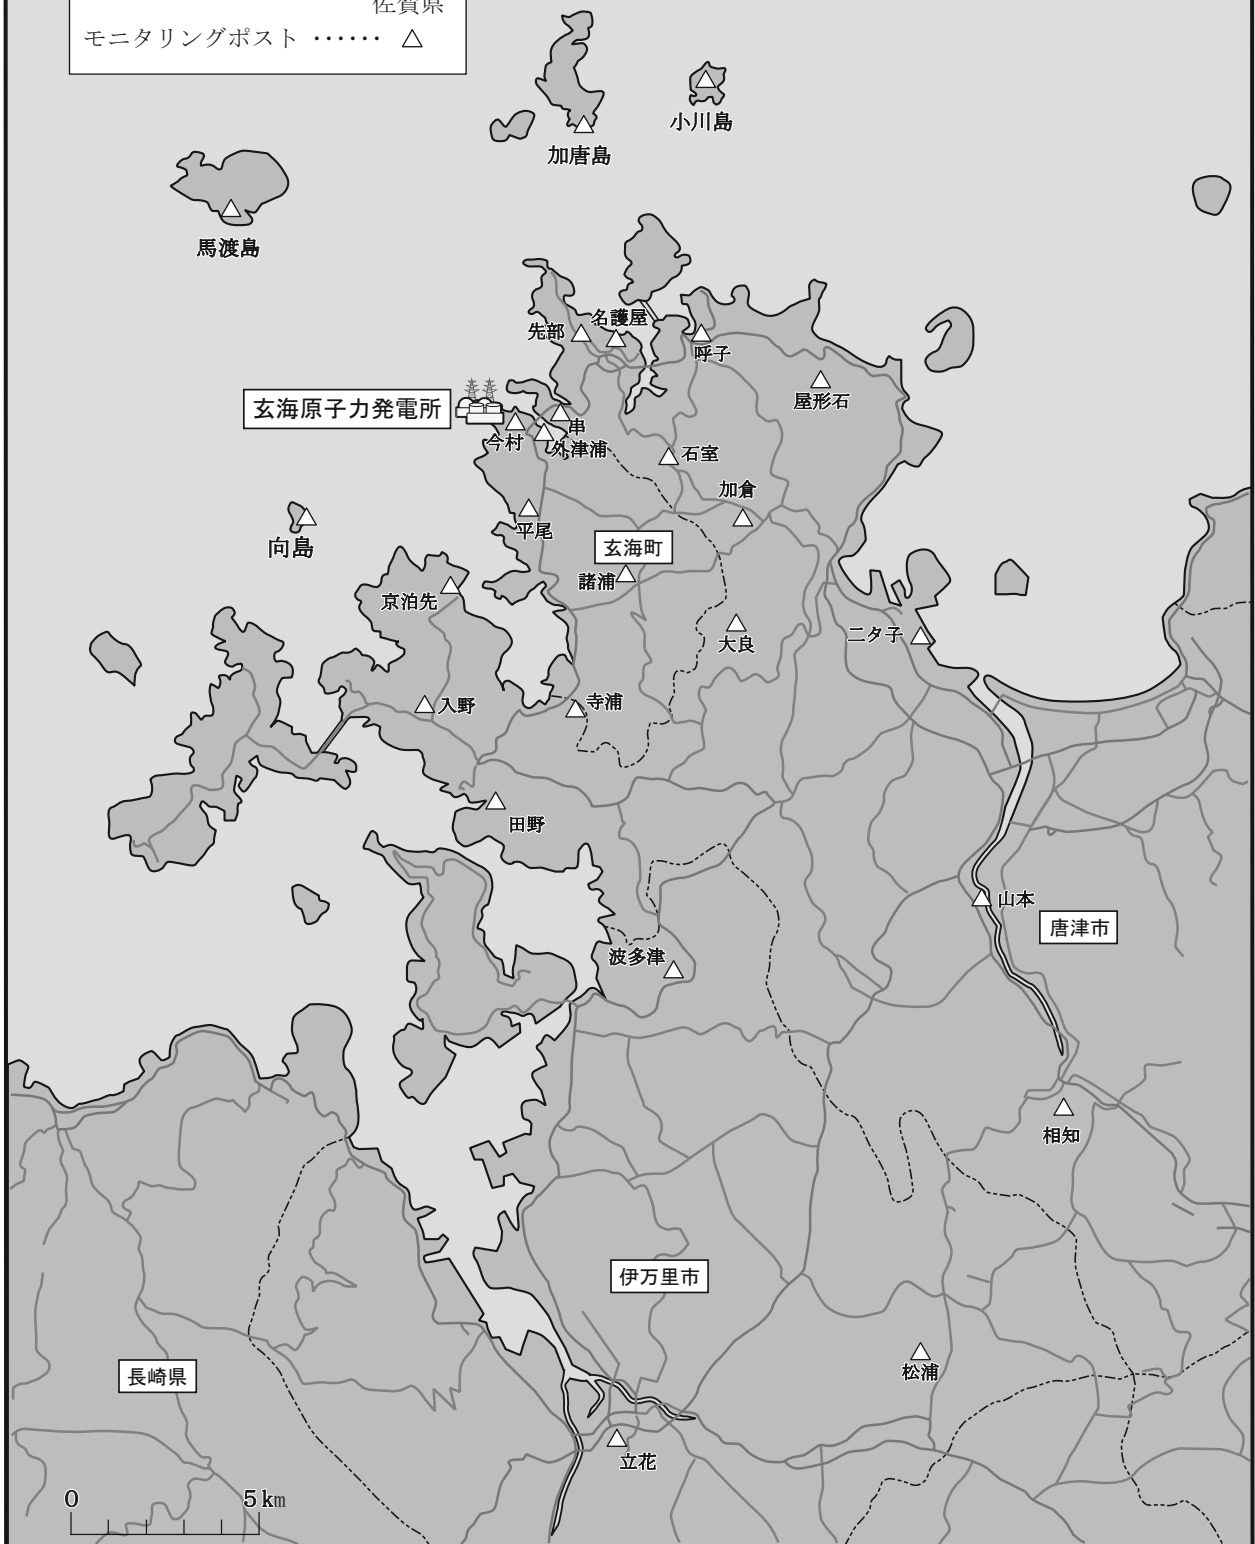 佐賀県
モニタリングポスト ‥‥‥ △
小川島
加唐島
馬渡島
名護屋
先部
呼子
屋形石
玄海原子力発電所
串
今村
外津浦
石室
加倉
平尾
向島
玄海町
諸浦
京泊先
二タ子
大良
入野
寺浦
田野
山本
唐津市
波多津
相知
伊万里市
松浦
長崎県
立花
0 5km